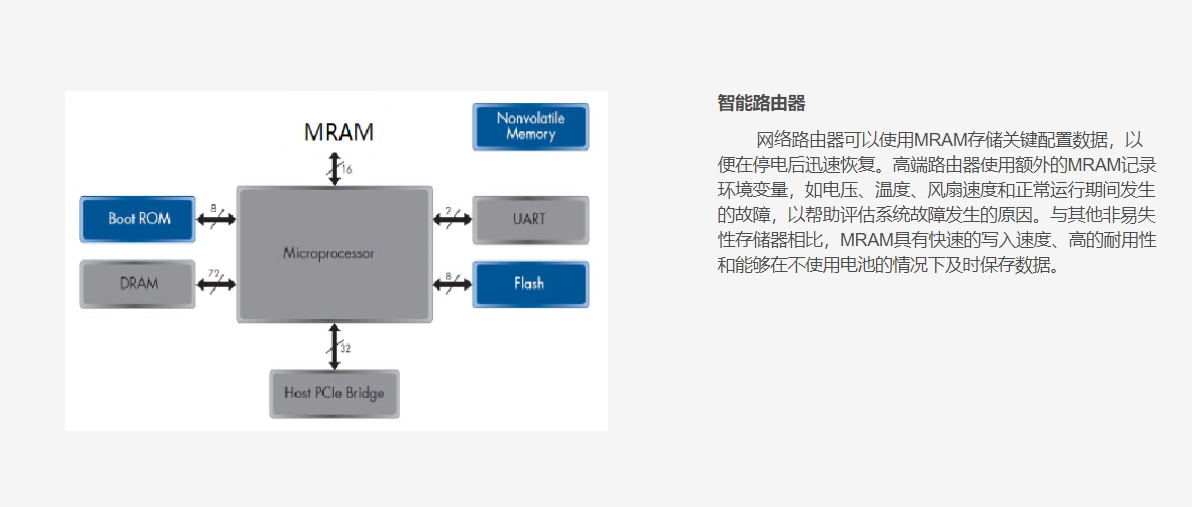 MRAM
Nonvolatile
Memory
16
Boot ROM
8
2
UART
Microprocessor
DRAM
72
8
Flash
32
Host PCIe Bridge
智能路由器
网络路由器可以使用MRAM存储关键配置数据，以
便在停电后迅速恢复。高端路由器使用额外的MRAM记录
环境变量，如电压、温度、风扇速度和正常运行期间发生
的故障，以帮助评估系统故障发生的原因。与其他非易失
性存储器相比，MRAM具有快速的写入速度、高的耐用性
和能够在不使用电池的情况下及时保存数据。